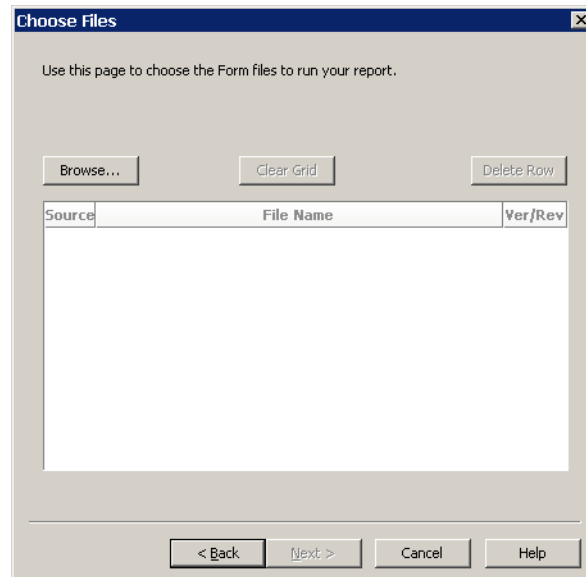 Choose Files
Use this page to choose the Form files to run your report.
Browse... Clear Grid Delete Row
Source File Name Ver/Rev
< Back Next > Cancel Help